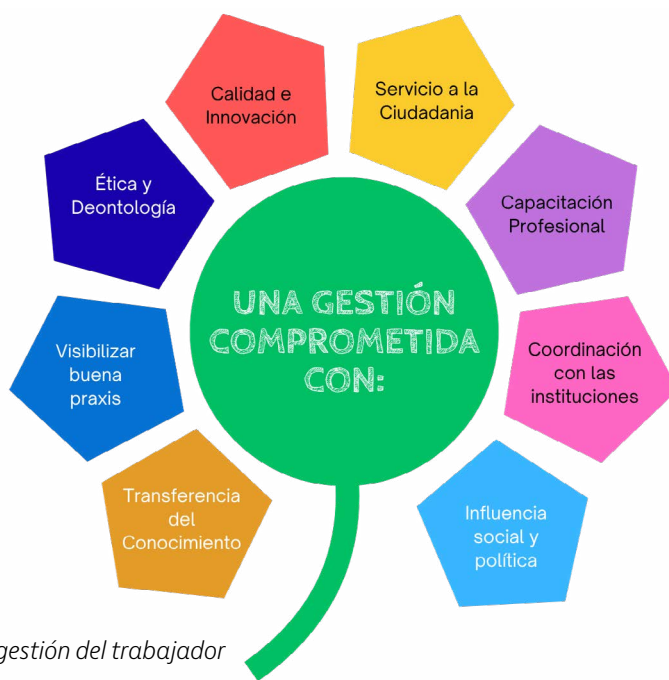 Calidad e
Innovación
Servicio a la
Ciudadania
Ética y
Deontología
Capacitación
Profesional
UNA GESTIÓN
COMPROMETIDA
CON:
Visibilizar
buena
praxis
Coordinación
con las
instituciones
Transferencia
del
Conocimiento
Influencia
social y
política
gestión del trabajador